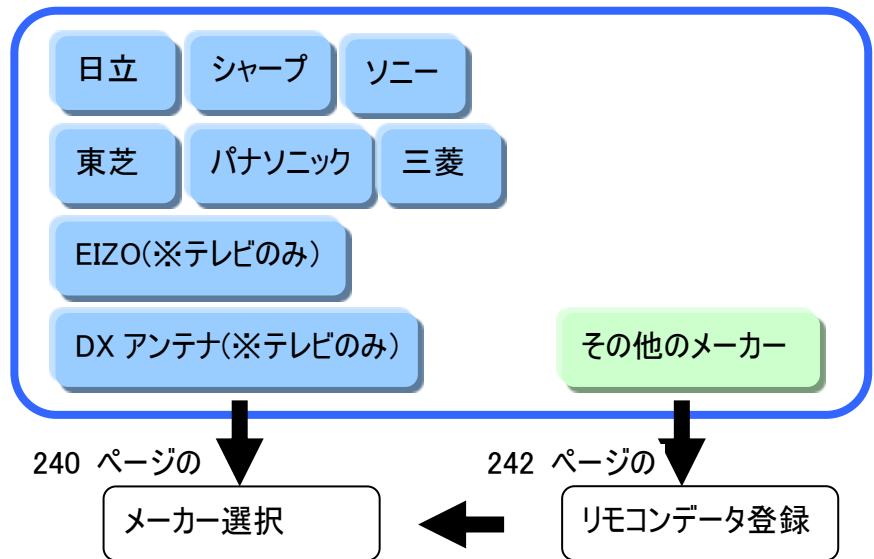 日立 シャープ ソニー
東芝 パナソニック 三菱
EIZO(※テレビのみ)
DX アンテナ(※テレビのみ) その他のメーカー
240 ページの 242 ページの
メーカー選択 リモコンデータ登録